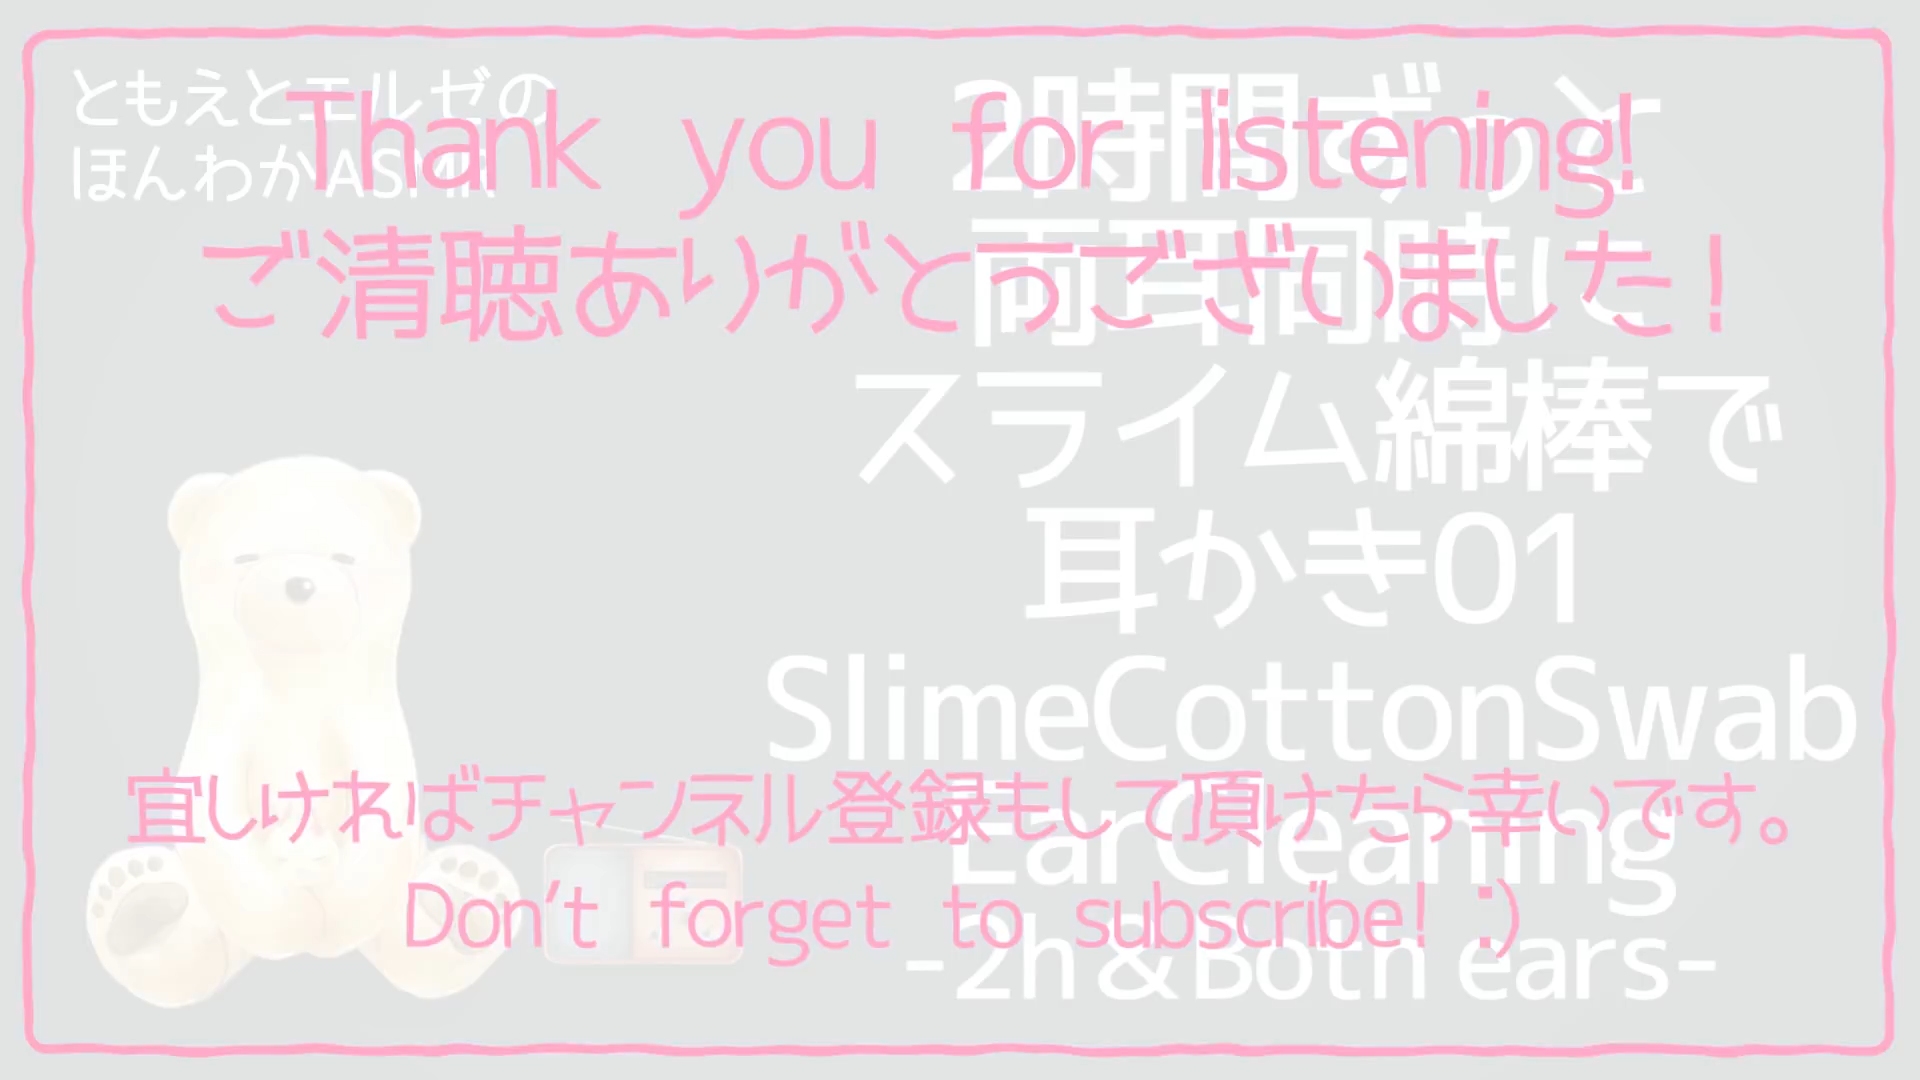 ともえとエルゼの
ほんわかASMR
2時間ずっと
両耳同時に
スライム綿棒で
耳かき01
SlimeCottonSwab
EarCleaning
-2h&Both ears-
Thank you for listening!
ご清聴ありがとうございました!
宜しければチャンネル登録もして頂けたら幸いです。
Don't forget to subscribe! :)